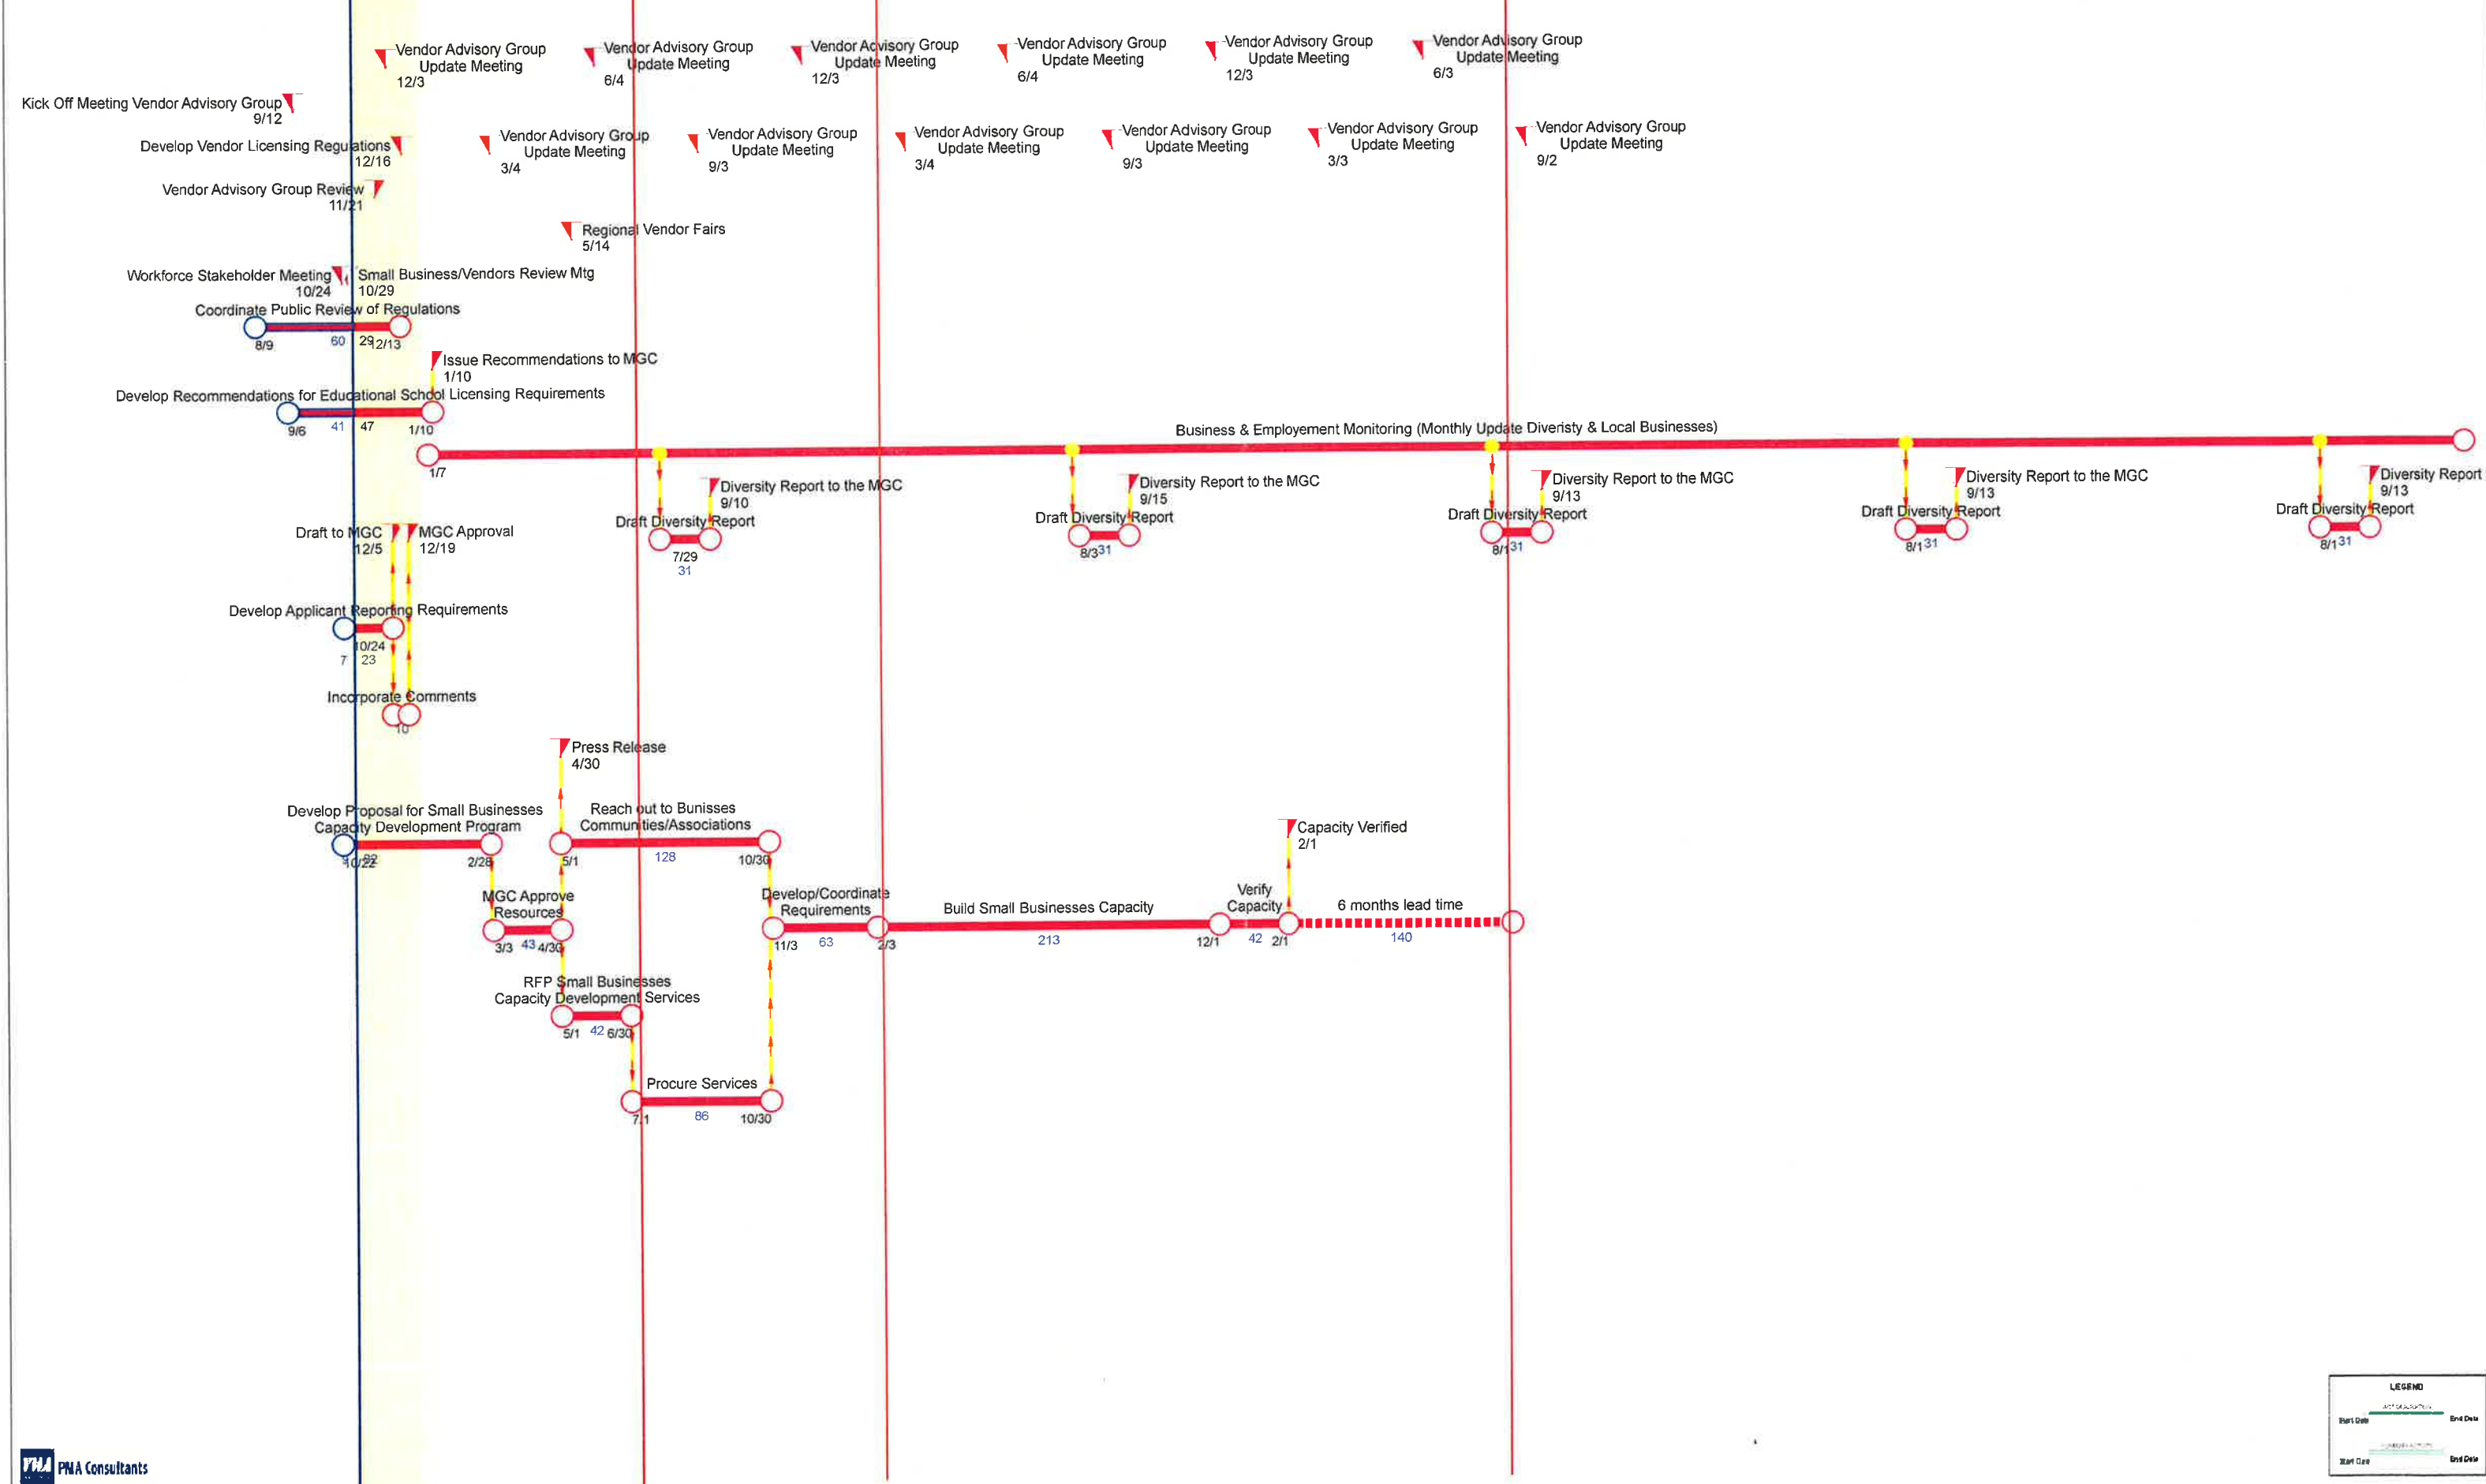 Vendor Advisory Group
Update Meeting
12/3
Vendor Advisory Group
Update Meeting
6/4
Vendor Advisory Group
Update Meeting
12/3
Vendor Advisory Group
Update Meeting
6/4
Vendor Advisory Group
Update Meeting
12/3
Vendor Advisory Group
Update Meeting
6/3
Kick Off Meeting Vendor Advisory Group
9/12
Develop Vendor Licensing Regulations
12/16
Vendor Advisory Group
Update Meeting
3/4
Vendor Advisory Group
Update Meeting
9/3
Vendor Advisory Group
Update Meeting
3/4
Vendor Advisory Group
Update Meeting
9/3
Vendor Advisory Group
Update Meeting
3/3
Vendor Advisory Group
Update Meeting
9/2
Vendor Advisory Group Review
11/21
Regional Vendor Fairs
5/14
Workforce Stakeholder Meeting
10/24
Small Business/Vendors Review Mtg
10/29
Coordinate Public Review of Regulations
8/9 60 29 12/13
Issue Recommendations to MGC
1/10
Develop Recommendations for Educational School Licensing Requirements
9/6 41 47 1/10
Business & Employement Monitoring (Monthly Update Diveristy & Local Businesses)
1/7
Diversity Report to the MGC
9/10
Draft Diversity Report
7/29
31
Diversity Report to the MGC
9/15
Draft Diversity Report
8/3 31
Diversity Report to the MGC
9/13
Draft Diversity Report
8/1 31
Diversity Report to the MGC
9/13
Draft Diversity Report
8/1 31
Diversity Report
9/13
Draft Diversity Report
8/1 31
Draft to MGC
12/5
MGC Approval
12/19
Develop Applicant Reporting Requirements
10/24
7 23
Incorporate Comments
10
Press Release
4/30
Develop Proposal for Small Businesses
Capacity Development Program
10/22 2/28
Reach out to Bunisses
Communities/Associations
5/1 128 10/30
Capacity Verified
2/1
MGC Approve
Resources
3/3 43 4/30
Develop/Coordinate
Requirements
11/3 63 2/3
Build Small Businesses Capacity
213
Verify
Capacity
12/1 42 2/1
6 months lead time
140
RFP Small Businesses
Capacity Development Services
5/1 42 6/30
Procure Services
7/1 86 10/30
LEGEND
Start Date End Date
Start Date End Date
PMA Consultants